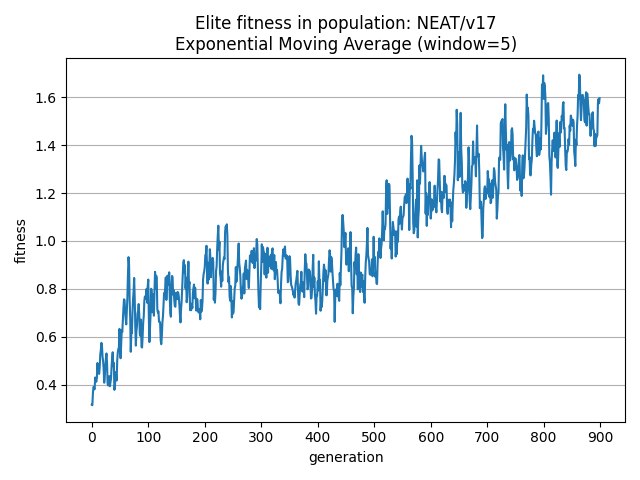 Elite fitness in population: NEAT/v17
Exponential Moving Average (window=5)
fitness
1.6
1.4
1.2
1.0
0.8
0.6
0.4
0 100 200 300 400 500 600 700 800 900
generation